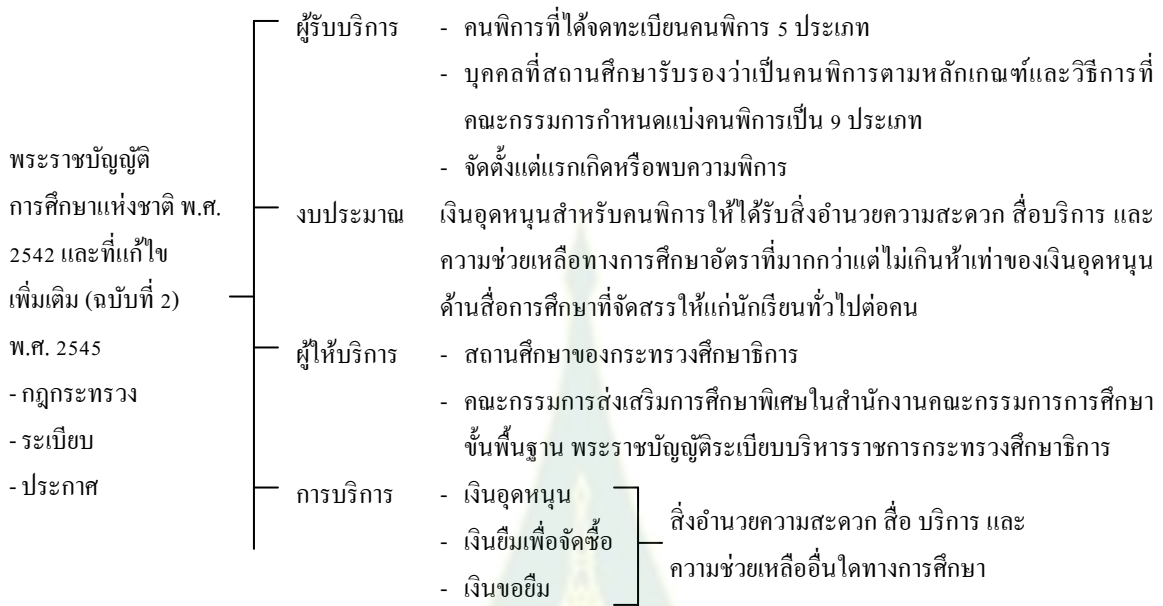 ผู้รับบริการ - คนพิการที่ได้จดทะเบียนคนพิการ 5 ประเภท
- บุคคลที่สถานศึกษารับรองว่าเป็นคนพิการตามหลักเกณฑ์และวิธีการที่
คณะกรรมการกำหนดแบ่งคนพิการเป็น 9 ประเภท
- จัดตั้งแต่แรกเกิดหรือพบความพิการ
พระราชบัญญัติ
การศึกษาแห่งชาติ พ.ศ.
2542 และที่แก้ไข
เพิ่มเติม (ฉบับที่ 2)
พ.ศ. 2545
- กฎกระทรวง
- ระเบียบ
- ประกาศ
งบประมาณ เงินอุดหนุนสำหรับคนพิการให้ได้รับสิ่งอำนวยความสะดวก สื่อบริการ และ
ความช่วยเหลือทางการศึกษาอัตราที่มากกว่าแต่ไม่เกินห้าเท่าของเงินอุดหนุน
ด้านสื่อการศึกษาที่จัดสรรให้แก่นักเรียนทั่วไปต่อคน
ผู้ให้บริการ - สถานศึกษาของกระทรวงศึกษาธิการ
- คณะกรรมการส่งเสริมการศึกษาพิเศษในสำนักงานคณะกรรมการการศึกษา
ขั้นพื้นฐาน พระราชบัญญัติระเบียบบริหารราชการกระทรวงศึกษาธิการ
การบริการ - เงินอุดหนุน
- เงินยืมเพื่อจัดซื้อ
- เงินขอยืม
สิ่งอำนวยความสะดวก สื่อ บริการ และ
ความช่วยเหลืออื่นใดทางการศึกษา